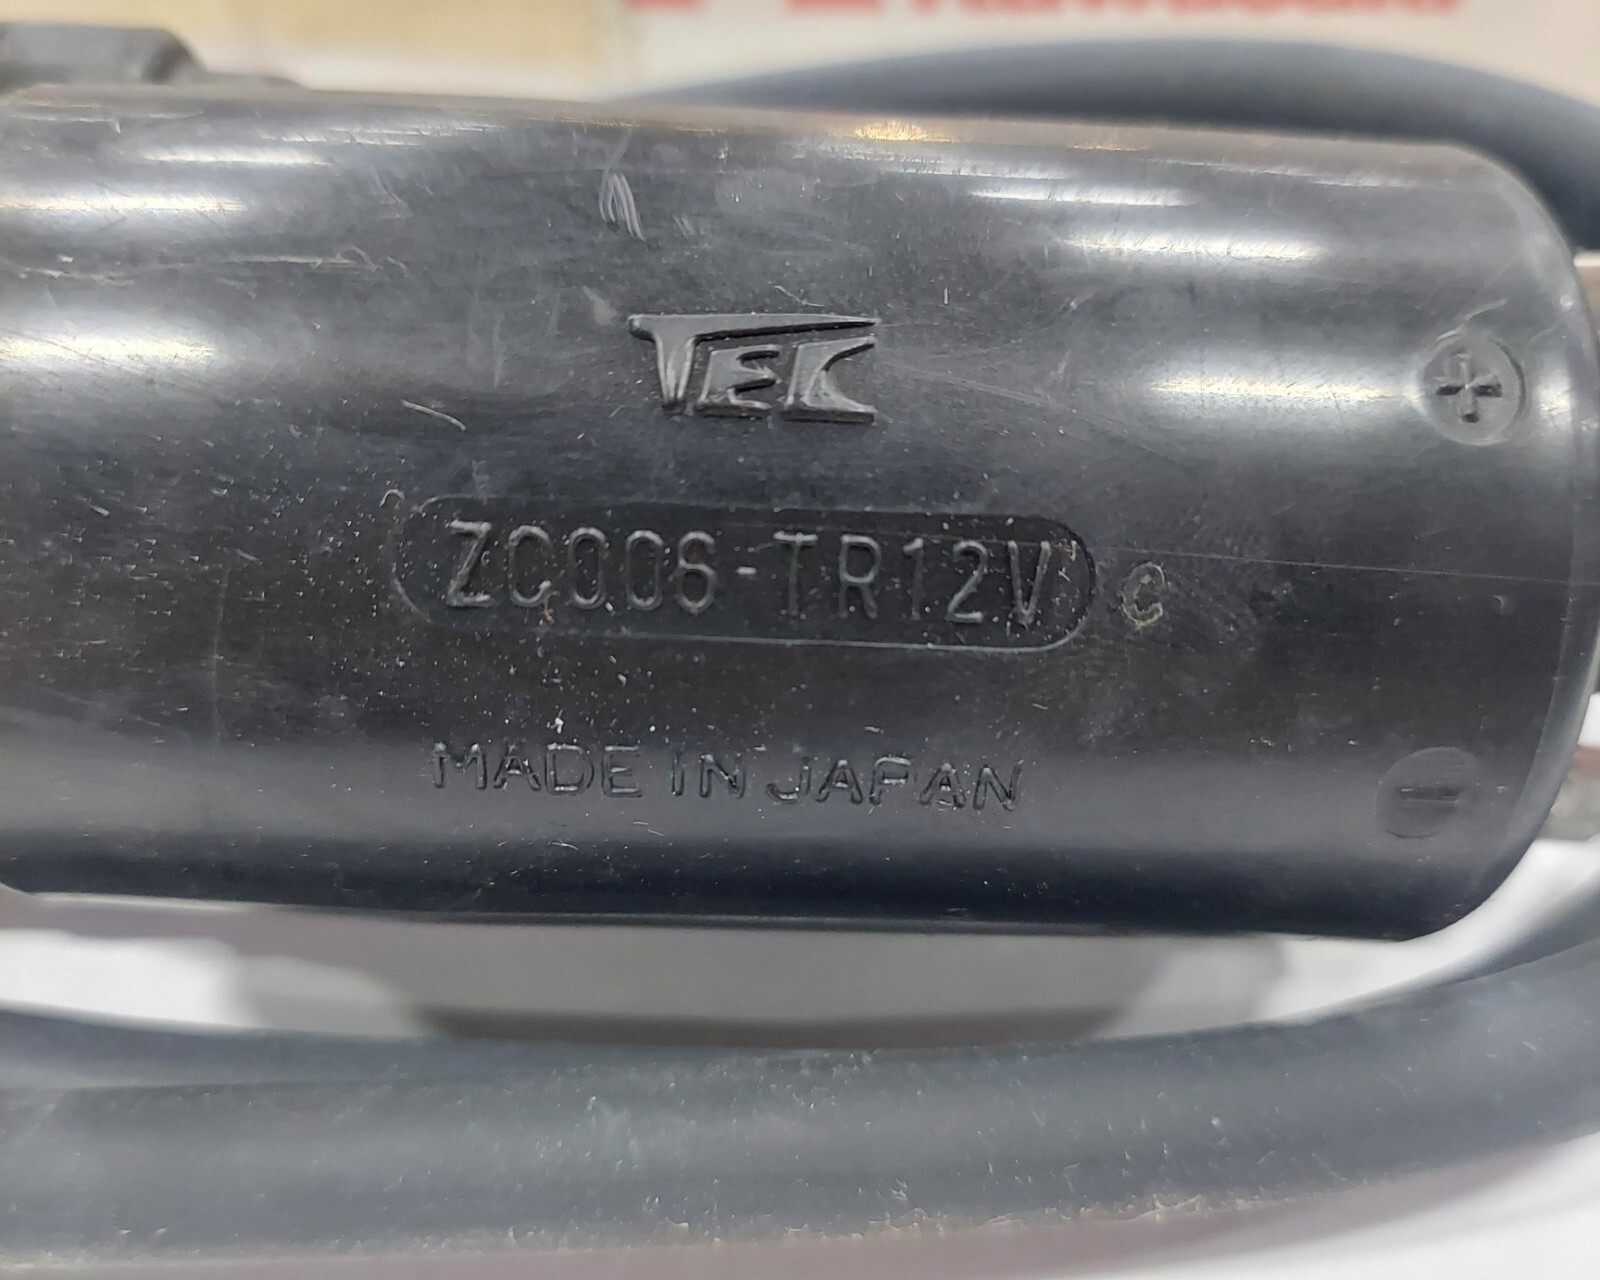 TEC
+
ZC006-TR12V C
MADE IN JAPAN
-